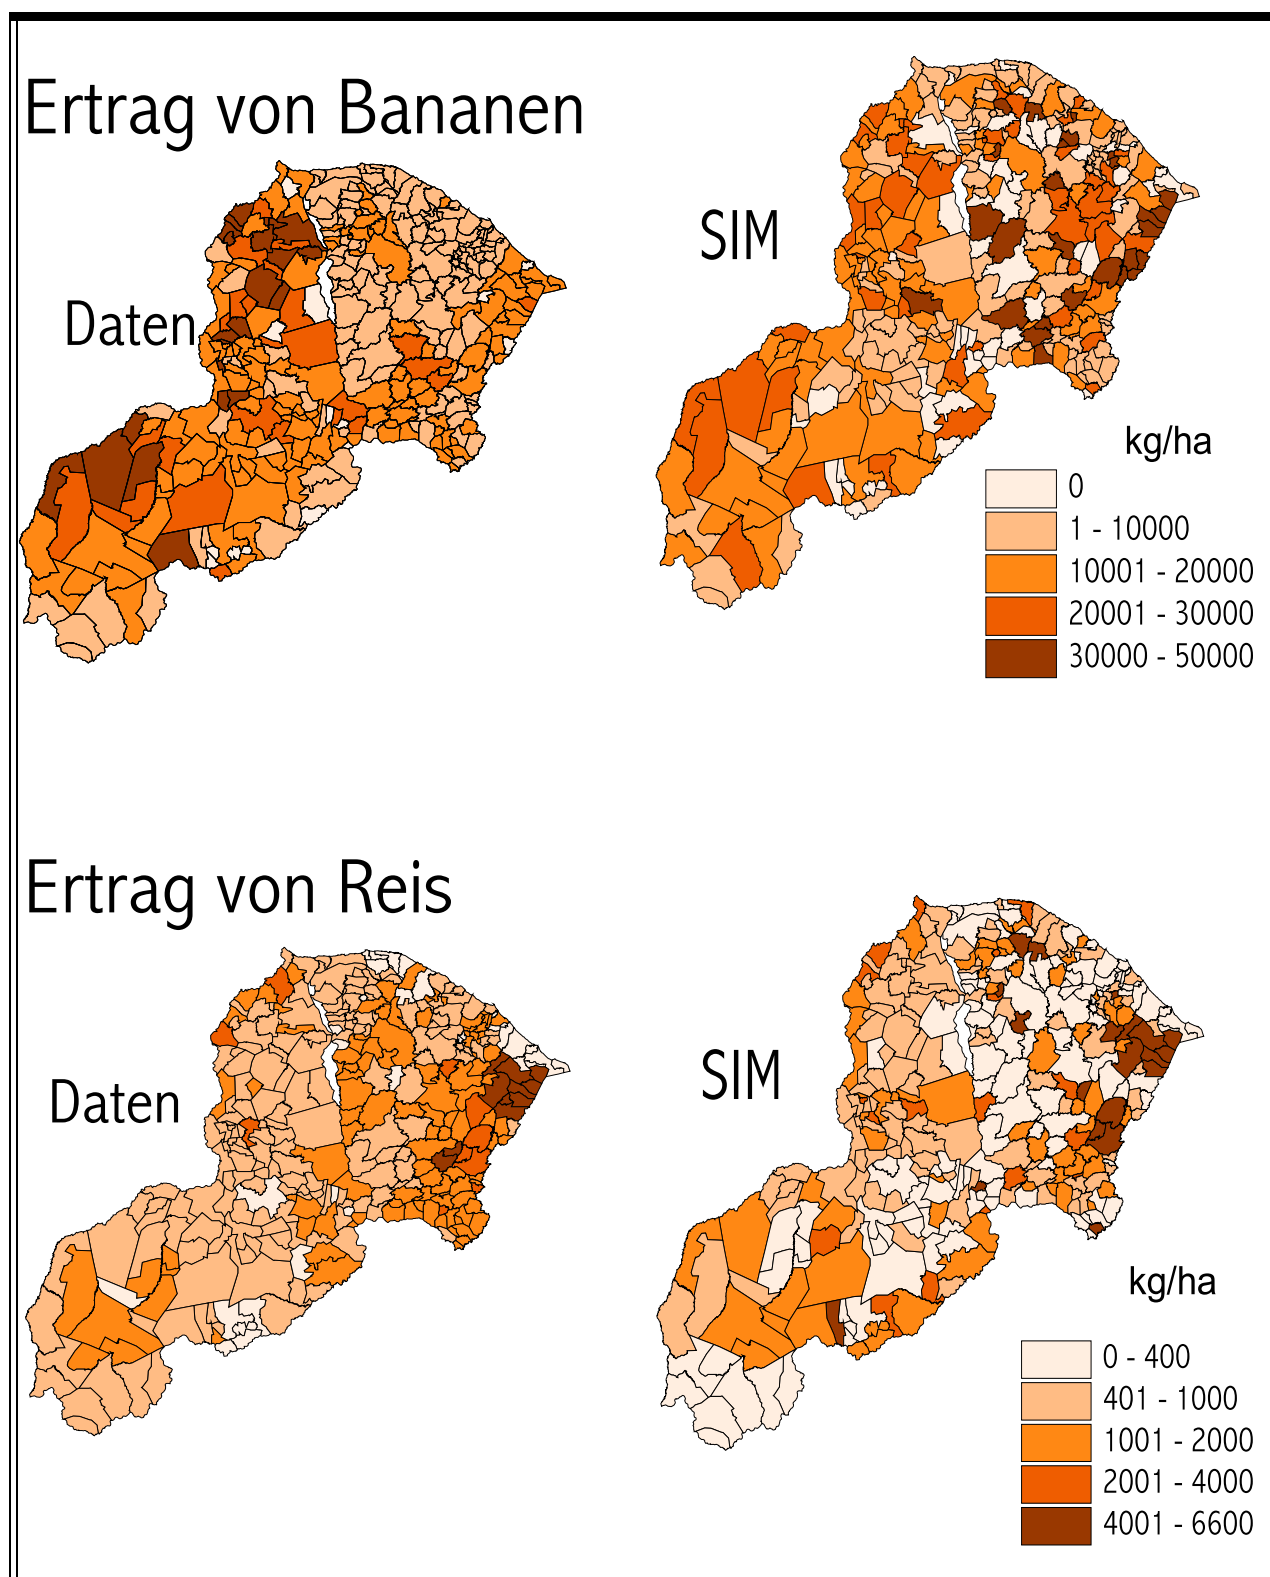 Ertrag von Bananen
SIM
Daten
kg/ha
0
1 - 10000
10001 - 20000
20001 - 30000
30000 - 50000
Ertrag von Reis
SIM
Daten
kg/ha
0 - 400
401 - 1000
1001 - 2000
2001 - 4000
4001 - 6600